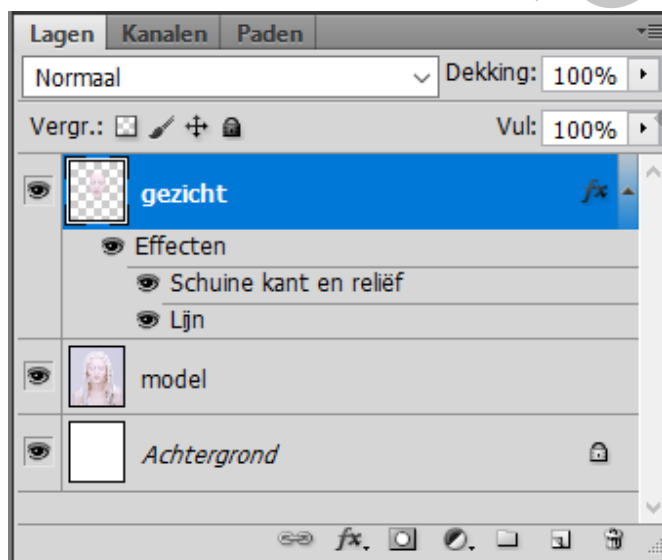 Lagen Kanalen Paden
Normaal Dekking: 100%
Vergr.: Vul: 100%
gezicht fx
Effecten
Schuine kant en reliëf
Lijn
model
Achtergrond
fx.